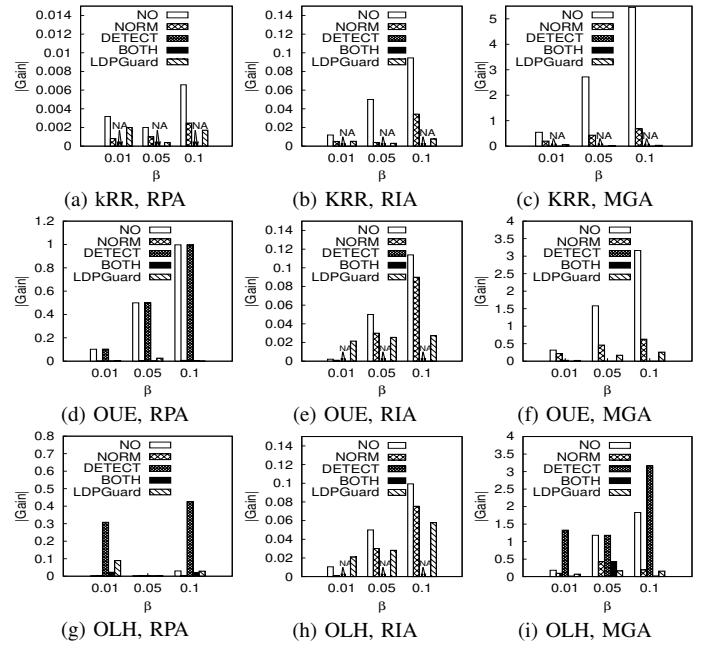 0.014
0.012
0.01
0.008
0.006
0.004
0.002
0
|Gain|
NO
NORM
DETECT
BOTH
LDPGuard
NA NA NA
0.01 0.05 0.1
β
(a) kRR, RPA
0.14
0.12
0.1
0.08
0.06
0.04
0.02
0
|Gain|
NO
NORM
DETECT
BOTH
LDPGuard
NA NA NA
0.01 0.05 0.1
β
(b) KRR, RIA
5
4
3
2
1
0
|Gain|
NO
NORM
DETECT
BOTH
LDPGuard
NA NA NA
0.01 0.05 0.1
β
(c) KRR, MGA
1.2
1
0.8
0.6
0.4
0.2
0
|Gain|
NO
NORM
DETECT
BOTH
LDPGuard
0.01 0.05 0.1
β
(d) OUE, RPA
0.14
0.12
0.1
0.08
0.06
0.04
0.02
0
|Gain|
NO
NORM
DETECT
BOTH
LDPGuard
NA NA NA
0.01 0.05 0.1
β
(e) OUE, RIA
3.5
3
2.5
2
1.5
1
0.5
0
|Gain|
NO
NORM
DETECT
BOTH
LDPGuard
0.01 0.05 0.1
β
(f) OUE, MGA
0.8
0.7
0.6
0.5
0.4
0.3
0.2
0.1
0
|Gain|
NO
NORM
DETECT
BOTH
LDPGuard
0.01 0.05 0.1
β
(g) OLH, RPA
0.14
0.12
0.1
0.08
0.06
0.04
0.02
0
|Gain|
NO
NORM
DETECT
BOTH
LDPGuard
NA NA NA
0.01 0.05 0.1
β
(h) OLH, RIA
4
3.5
3
2.5
2
1.5
1
0.5
0
|Gain|
NO
NORM
DETECT
BOTH
LDPGuard
0.01 0.05 0.1
β
(i) OLH, MGA